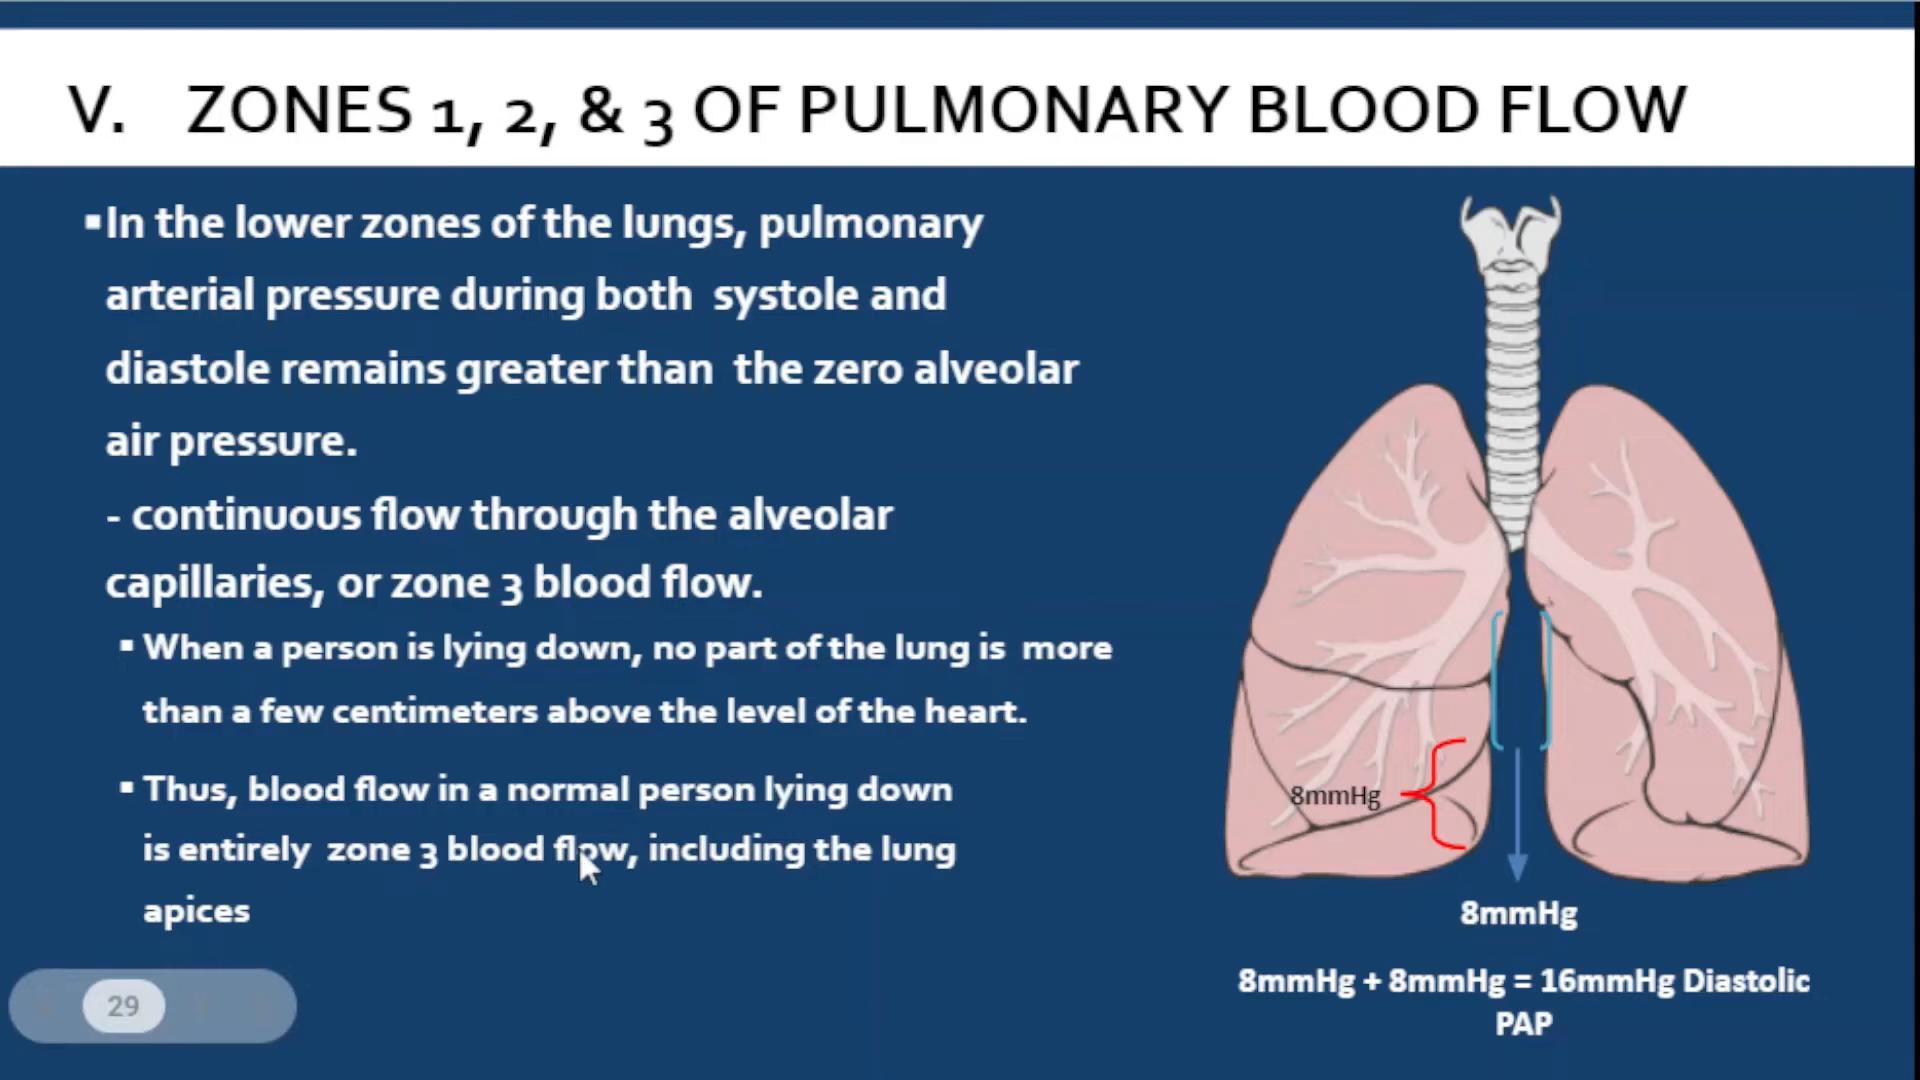 V. ZONES 1, 2, & 3 OF PULMONARY BLOOD FLOW
▪In the lower zones of the lungs, pulmonary
arterial pressure during both systole and
diastole remains greater than the zero alveolar
air pressure.
- continuous flow through the alveolar
capillaries, or zone 3 blood flow.
▪ When a person is lying down, no part of the lung is more
than a few centimeters above the level of the heart.
▪ Thus, blood flow in a normal person lying down
is entirely zone 3 blood flow, including the lung
apices
29
8mmHg
8mmHg
8mmHg + 8mmHg = 16mmHg Diastolic
PAP